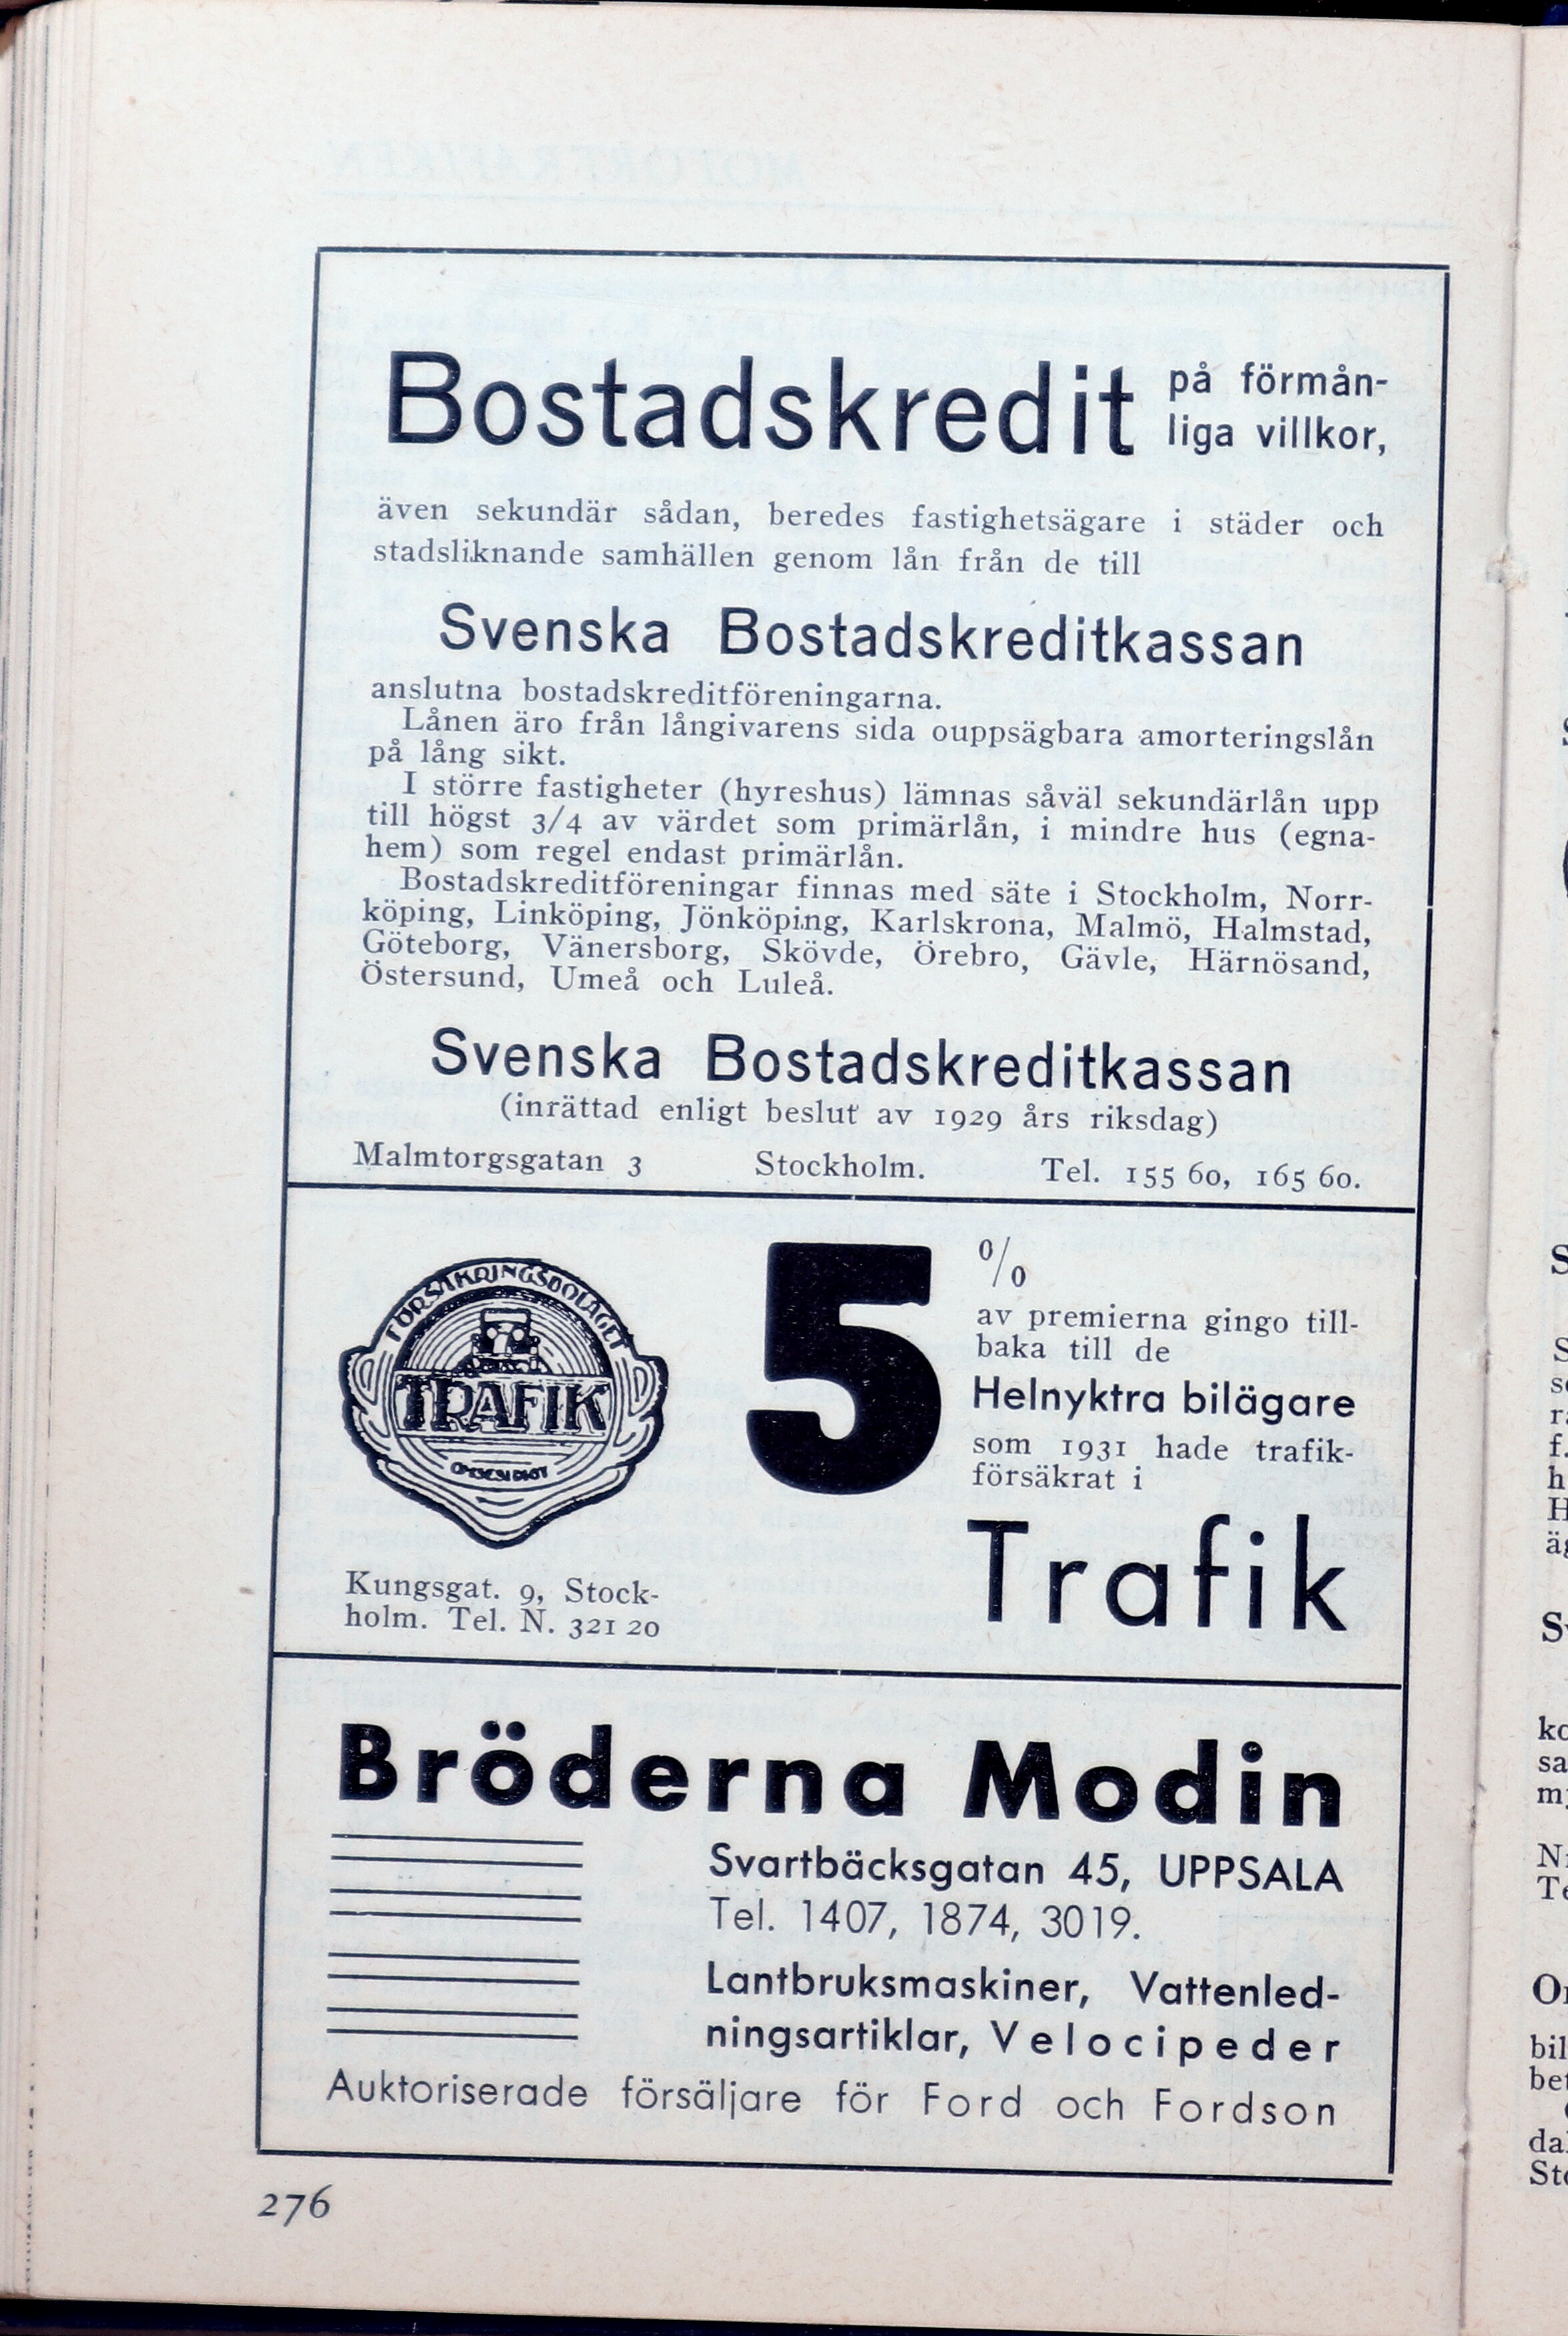 Bostadskredit på förmån-
liga villkor,
även sekundär sådan, beredes fastighetsägare i städer och
stadsliknande samhällen genom lån från de till
Svenska Bostadskreditkassan
anslutna bostadskreditföreningarna.
Lånen äro från långivarens sida ouppsägbara amorteringslån
på lång sikt.
I större fastigheter (hyreshus) lämnas såväl sekundärlån upp
till högst 3/4 av värdet som primärlån, i mindre hus (egna-
hem) som regel endast primärlån.
Bostadskreditföreningar finnas med säte i Stockholm, Norr-
köping, Linköping, Jönköping, Karlskrona, Malmö, Halmstad,
Göteborg, Vänersborg, Skövde, Örebro, Gävle, Härnösand,
Östersund, Umeå och Luleå.
Svenska Bostadskreditkassan
(inrättad enligt beslut av 1929 års riksdag)
Malmtorgsgatan 3 Stockholm. Tel. 155 60, 165 60.
FÖRSÄKRINGSBOLAGET
TRAFIK
ÖMSESIDIGT
Kungsgat. 9, Stock-
holm. Tel. N. 321 20
5 %
av premierna gingo till-
baka till de
Helnyktra bilägare
som 1931 hade trafik-
försäkrat i
Trafik
Bröderna Modin
Svartbäcksgatan 45, UPPSALA
Tel. 1407, 1874, 3019.
Lantbruksmaskiner, Vattenled-
ningsartiklar, Velocipeder
Auktoriserade försäljare för Ford och Fordson
276